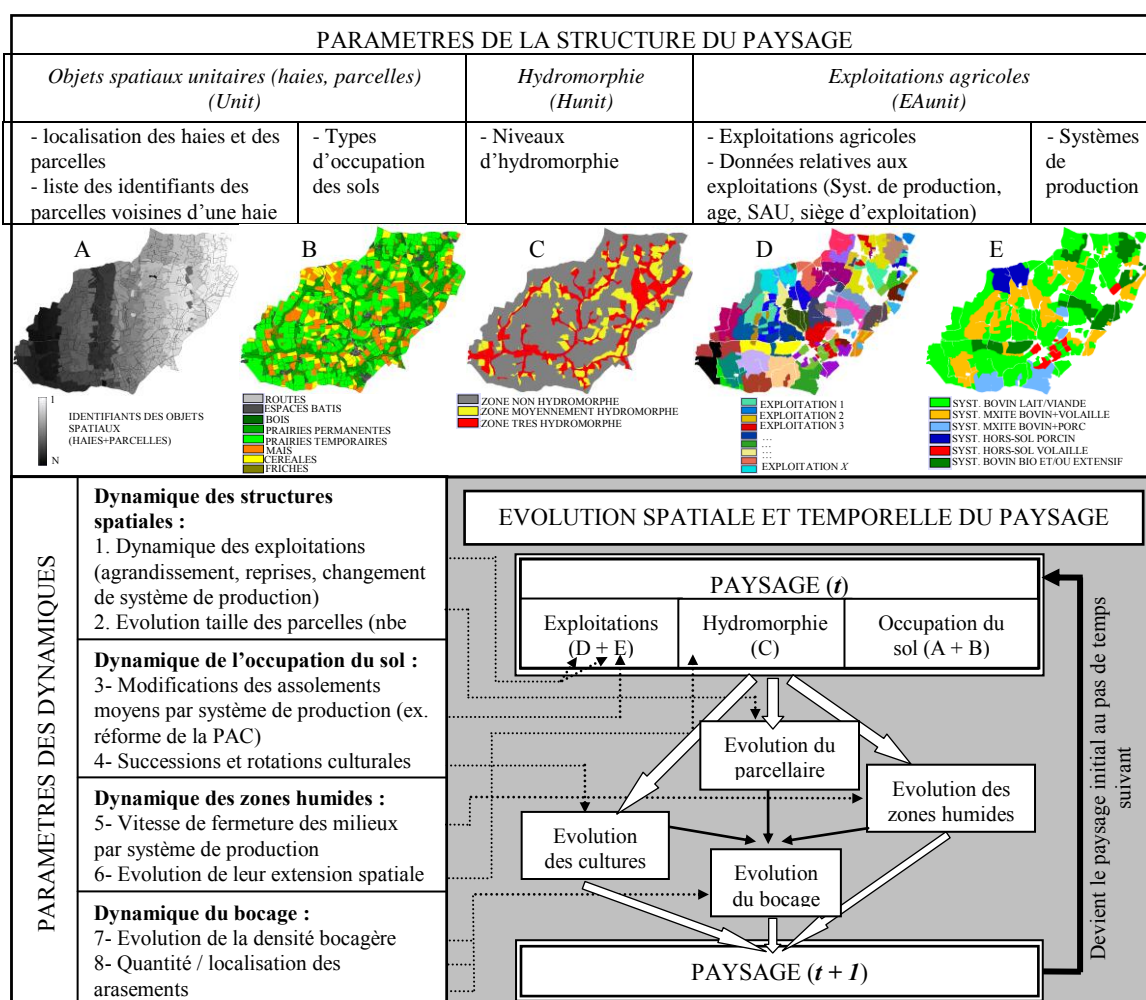 PARAMETRES DE LA STRUCTURE DU PAYSAGE
Objets spatiaux unitaires (haies, parcelles)
(Unit)
Hydromorphie
(Hunit)
Exploitations agricoles
(EAunit)
- localisation des haies et des
parcelles
- liste des identifiants des
parcelles voisines d'une haie
- Types
d'occupation
des sols
- Niveaux
d'hydromorphie
- Exploitations agricoles
- Données relatives aux
exploitations (Syst. de production,
age, SAU, siège d'exploitation)
- Systèmes
de
production
A
B
C
D
E
1
N
IDENTIFIANTS DES OBJETS
SPATIAUX
(HAIES+PARCELLES)
ROUTES
ESPACES BATIS
BOIS
PRAIRIES PERMANENTES
PRAIRIES TEMPORAIRES
MAIS
CEREALES
FRICHES
ZONE NON HYDROMORPHE
ZONE MOYENNEMENT HYDROMORPHE
ZONE TRES HYDROMORPHE
EXPLOITATION 1
EXPLOITATION 2
EXPLOITATION 3
...
...
...
EXPLOITATION X
SYST. BOVIN LAIT/VIANDE
SYST. MXITE BOVIN+VOLAILLE
SYST. MXITE BOVIN+PORC
SYST. HORS-SOL PORCIN
SYST. HORS-SOL VOLAILLE
SYST. BOVIN BIO ET/OU EXTENSIF
PARAMETRES DES DYNAMIQUES
Dynamique des structures
spatiales :
1. Dynamique des exploitations
(agrandissement, reprises, changement
de système de production)
2. Evolution taille des parcelles (nbe
Dynamique de l'occupation du sol :
3- Modifications des assolements
moyens par système de production (ex.
réforme de la PAC)
4- Successions et rotations culturales
Dynamique des zones humides :
5- Vitesse de fermeture des milieux
par système de production
6- Evolution de leur extension spatiale
Dynamique du bocage :
7- Evolution de la densité bocagère
8- Quantité / localisation des
arasements
EVOLUTION SPATIALE ET TEMPORELLE DU PAYSAGE
PAYSAGE (t)
Exploitations
(D + E)
Hydromorphie
(C)
Occupation du
sol (A + B)
Evolution du
parcellaire
Evolution des
zones humides
Evolution
des cultures
Evolution
du bocage
PAYSAGE (t + 1)
Devient le paysage initial au pas de temps
suivant